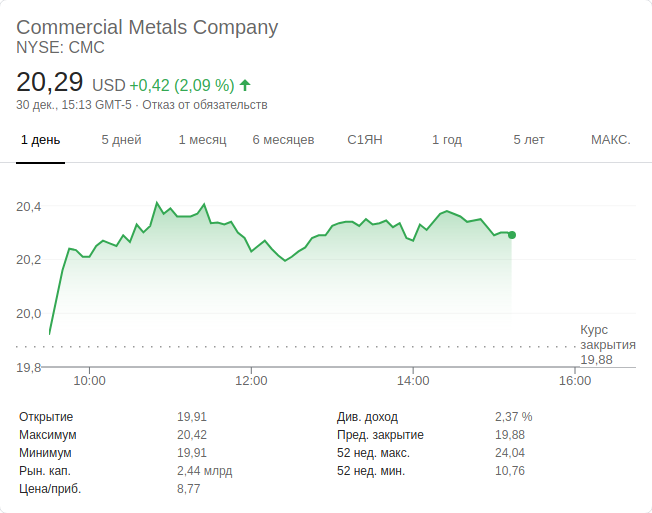 Commercial Metals Company
NYSE: CMC
20,29 USD +0,42 (2,09 %)
30 дек., 15:13 GMT-5 · Отказ от обязательств
1 день 5 дней 1 месяц 6 месяцев С1ЯН 1 год 5 лет МАКС.
20,4
20,2
20,0
19,8
Курс
закрытия
19,88
10:00 12:00 14:00 16:00
Открытие 19,91
Максимум 20,42
Минимум 19,91
Рын. кап. 2,44 млрд
Цена/приб. 8,77
Див. доход 2,37 %
Пред. закрытие 19,88
52 нед. макс. 24,04
52 нед. мин. 10,76